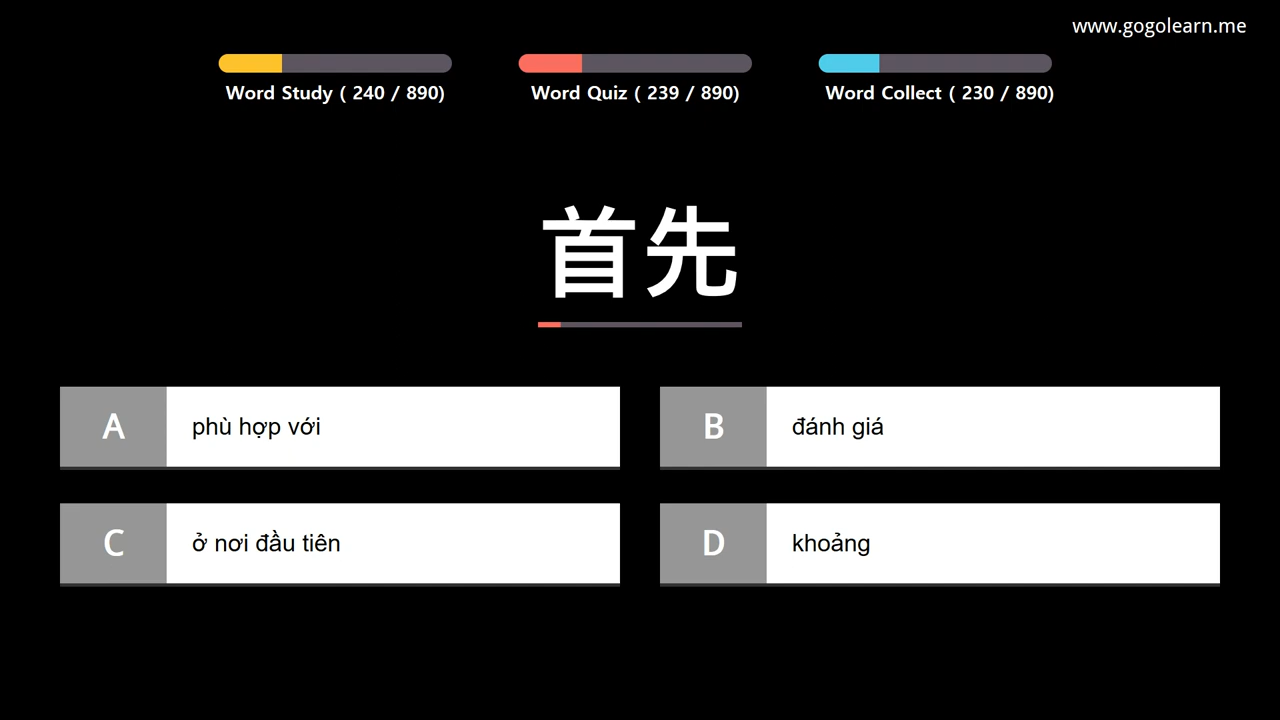 www.gogolearn.me
Word Study ( 240 / 890)
Word Quiz ( 239 / 890)
Word Collect ( 230 / 890)
首先
A
phù hợp với
B
đánh giá
C
ở nơi đầu tiên
D
khoảng